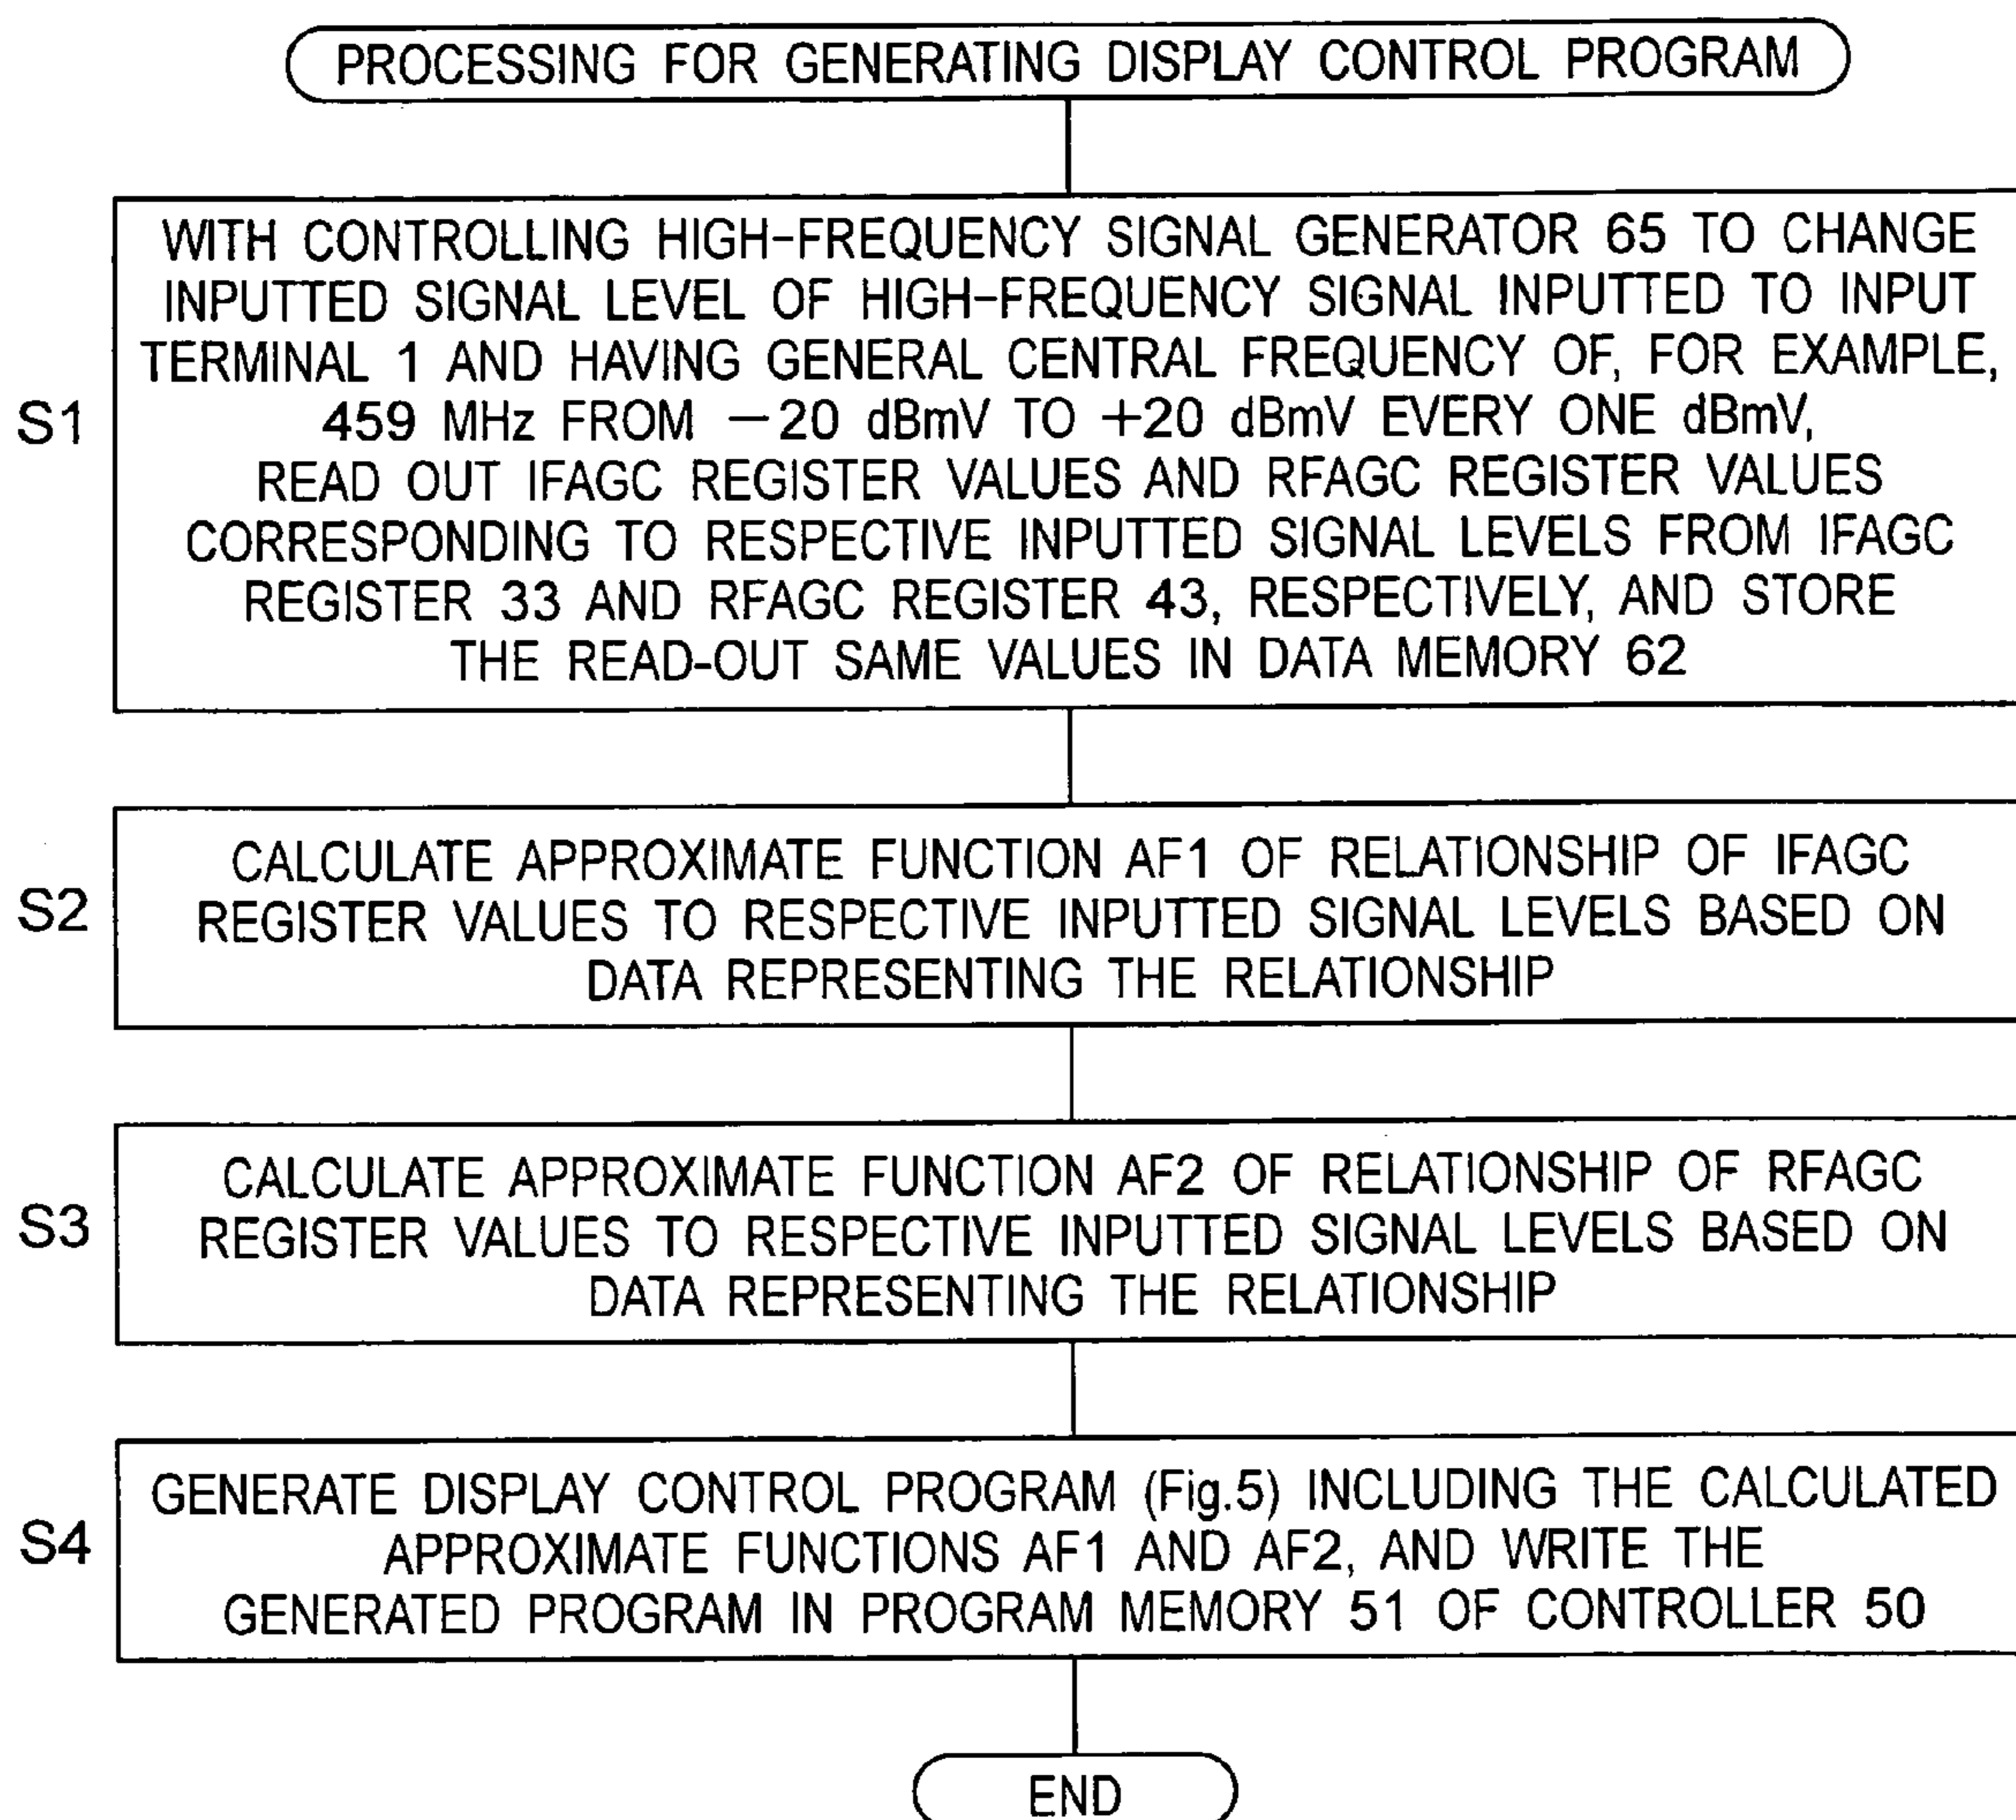 PROCESSING FOR GENERATING DISPLAY CONTROL PROGRAM
S1
WITH CONTROLLING HIGH-FREQUENCY SIGNAL GENERATOR 65 TO CHANGE
INPUTTED SIGNAL LEVEL OF HIGH-FREQUENCY SIGNAL INPUTTED TO INPUT
TERMINAL 1 AND HAVING GENERAL CENTRAL FREQUENCY OF, FOR EXAMPLE,
459 MHz FROM −20 dBmV TO +20 dBmV EVERY ONE dBmV,
READ OUT IFAGC REGISTER VALUES AND RFAGC REGISTER VALUES
CORRESPONDING TO RESPECTIVE INPUTTED SIGNAL LEVELS FROM IFAGC
REGISTER 33 AND RFAGC REGISTER 43, RESPECTIVELY, AND STORE
THE READ-OUT SAME VALUES IN DATA MEMORY 62
S2
CALCULATE APPROXIMATE FUNCTION AF1 OF RELATIONSHIP OF IFAGC
REGISTER VALUES TO RESPECTIVE INPUTTED SIGNAL LEVELS BASED ON
DATA REPRESENTING THE RELATIONSHIP
S3
CALCULATE APPROXIMATE FUNCTION AF2 OF RELATIONSHIP OF RFAGC
REGISTER VALUES TO RESPECTIVE INPUTTED SIGNAL LEVELS BASED ON
DATA REPRESENTING THE RELATIONSHIP
S4
GENERATE DISPLAY CONTROL PROGRAM (Fig.5) INCLUDING THE CALCULATED
APPROXIMATE FUNCTIONS AF1 AND AF2, AND WRITE THE
GENERATED PROGRAM IN PROGRAM MEMORY 51 OF CONTROLLER 50
END